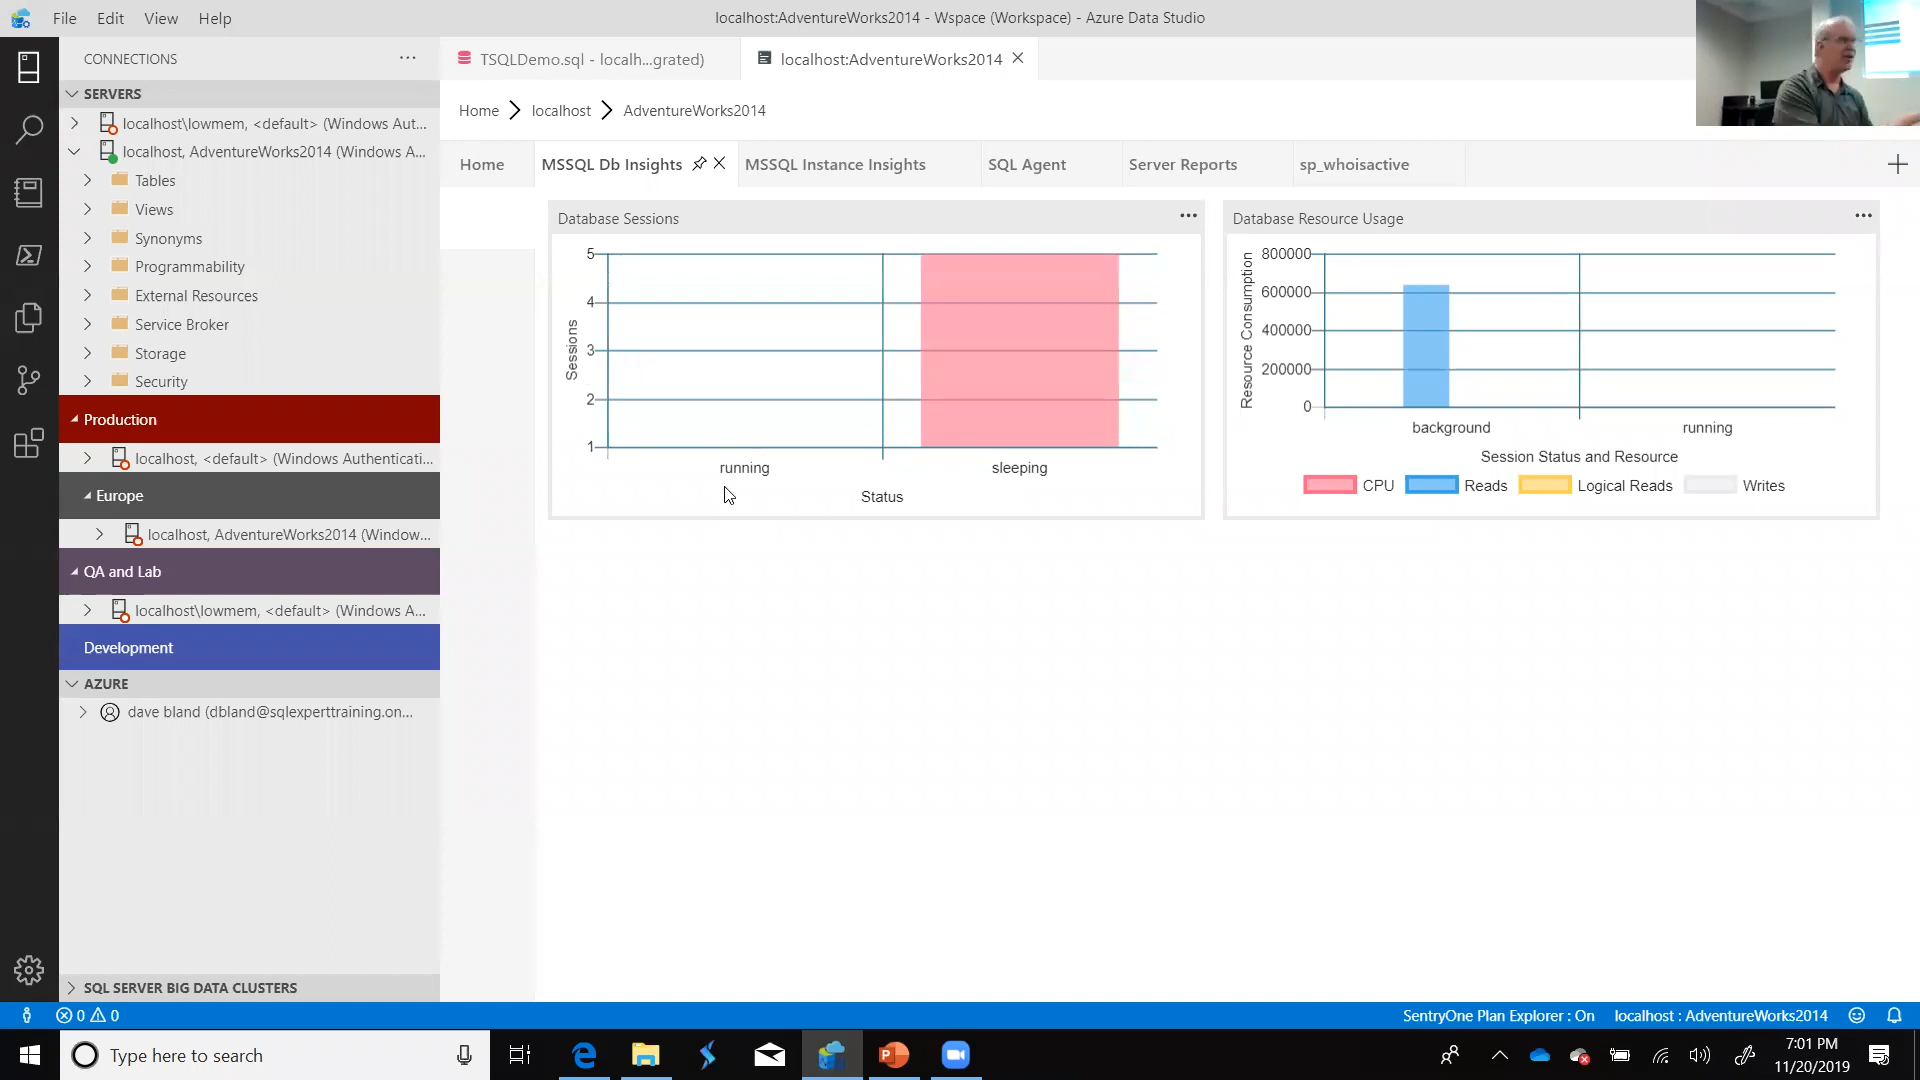 File Edit View Help
localhost:AdventureWorks2014 - Wspace (Workspace) - Azure Data Studio
CONNECTIONS
SERVERS
localhost\lowmem, <default> (Windows Aut...
localhost, AdventureWorks2014 (Windows A...
Tables
Views
Synonyms
Programmability
External Resources
Service Broker
Storage
Security
Production
localhost, <default> (Windows Authenticati...
Europe
localhost, AdventureWorks2014 (Window...
QA and Lab
localhost\lowmem, <default> (Windows A...
Development
AZURE
dave bland (dbland@sqlexperttraining.on...
SQL SERVER BIG DATA CLUSTERS
TSQLDemo.sql - localh...grated)
localhost:AdventureWorks2014
Home localhost AdventureWorks2014
Home MSSQL Db Insights MSSQL Instance Insights SQL Agent Server Reports sp_whoisactive
Database Sessions
5
4
3
2
1
Sessions
running sleeping
Status
Database Resource Usage
800000
600000
400000
200000
0
Resource Consumption
background running
Session Status and Resource
CPU Reads Logical Reads Writes
0 0
SentryOne Plan Explorer : On localhost : AdventureWorks2014
Type here to search
7:01 PM
11/20/2019